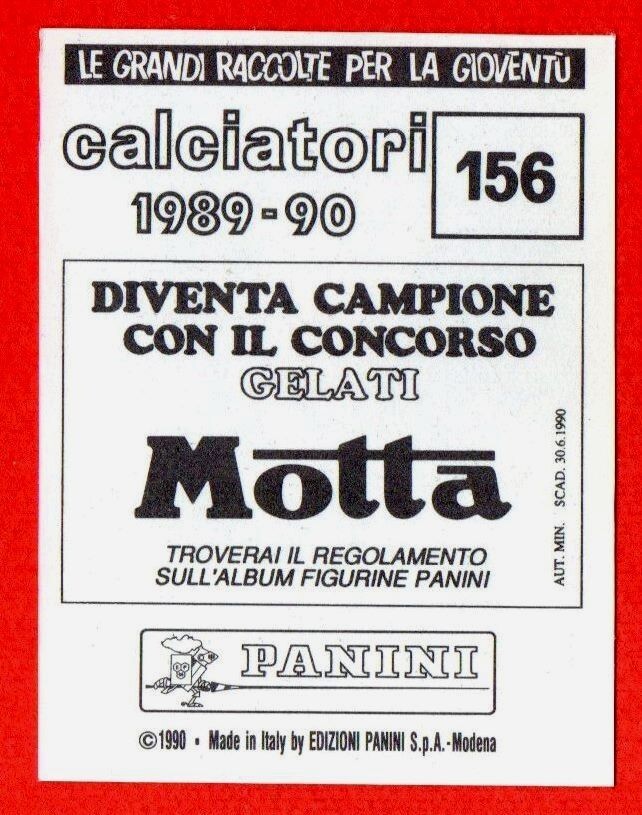 LE GRANDI RACCOLTE PER LA GIOVENTÙ
calciatori
1989-90
156
DIVENTA CAMPIONE
CON IL CONCORSO
GELATI
Motta
TROVERAI IL REGOLAMENTO
SULL'ALBUM FIGURINE PANINI
AUT. MIN. SCAD. 30.6.1990
PANINI
©1990 • Made in Italy by EDIZIONI PANINI S.p.A.-Modena